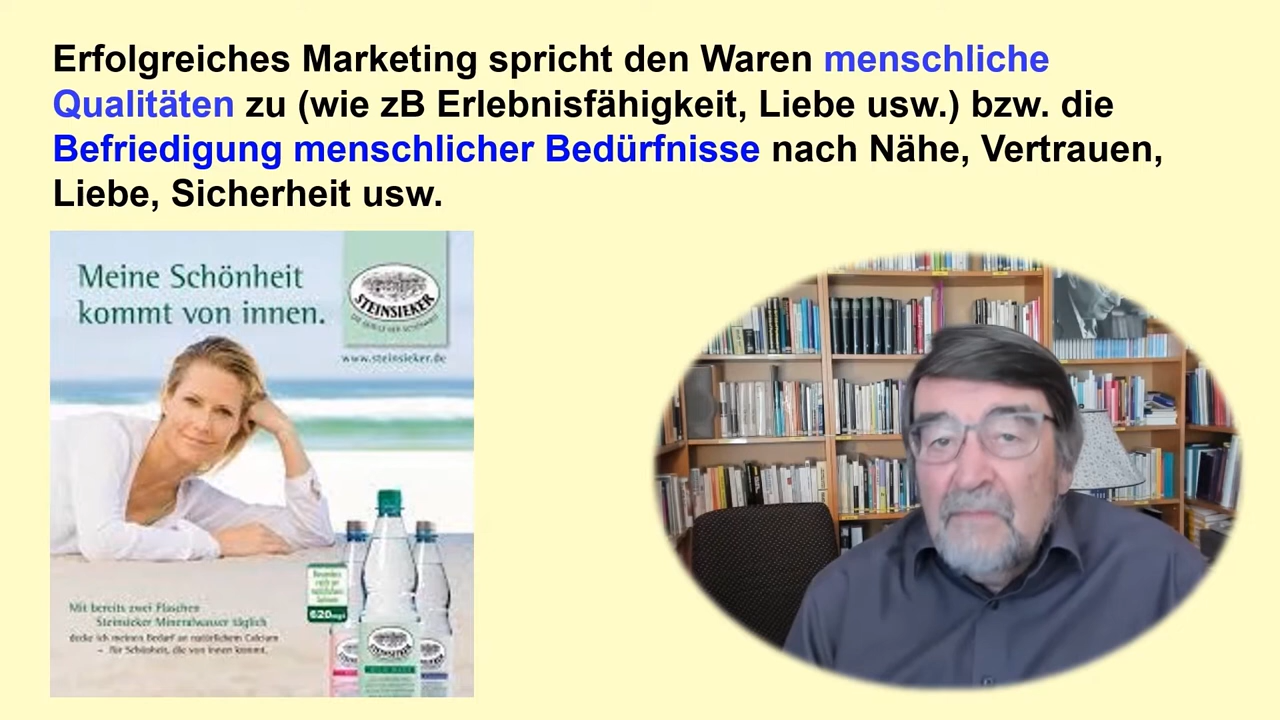 Erfolgreiches Marketing spricht den Waren menschliche
Qualitäten zu (wie zB Erlebnisfähigkeit, Liebe usw.) bzw. die
Befriedigung menschlicher Bedürfnisse nach Nähe, Vertrauen,
Liebe, Sicherheit usw.
Meine Schönheit
kommt von innen.
STEINSIEKER
www.steinsieker.de
620mg/l
Mit bereits zwei Flaschen
Steinsieker Mineralwasser täglich
decke ich meinen Bedarf an natürlichem Calcium
– für Schönheit, die von innen kommt.
STEINSIEKER